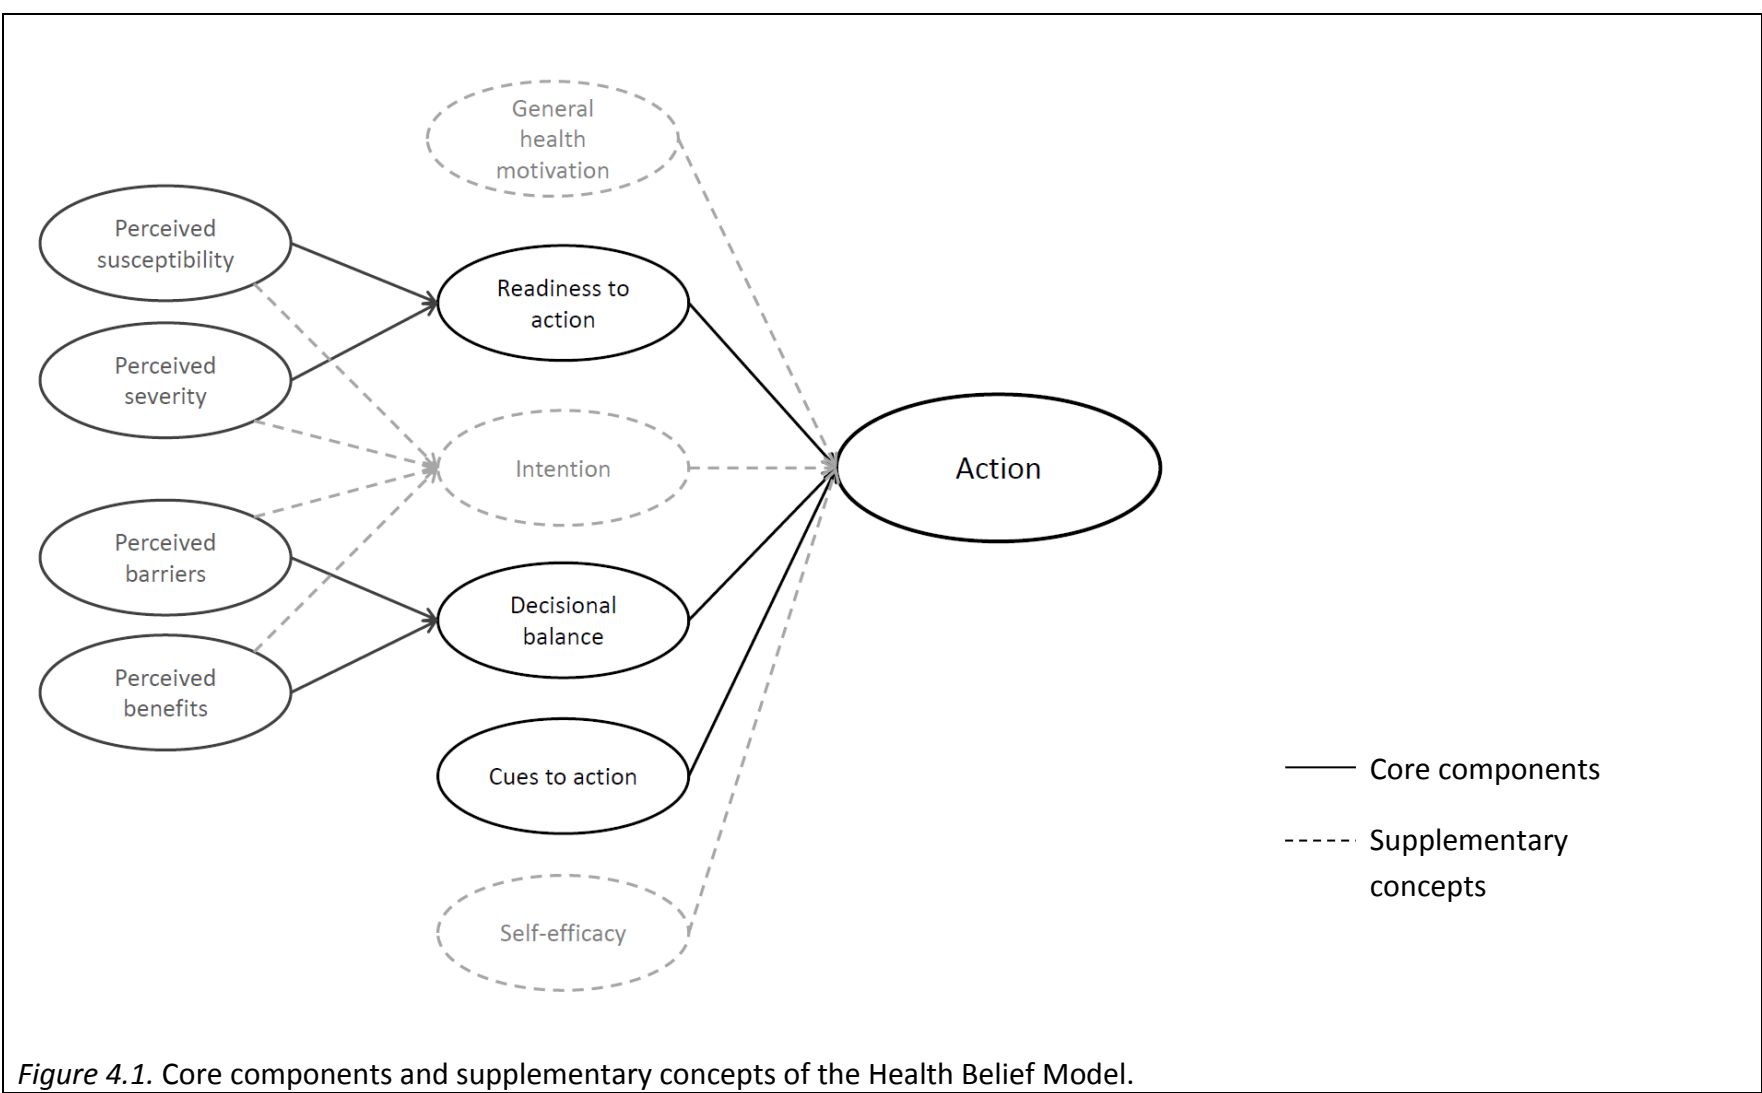 General
health
motivation
Perceived
susceptibility
Readiness to
action
Perceived
severity
Intention
Action
Perceived
barriers
Decisional
balance
Perceived
benefits
Cues to action
Self-efficacy
Core components
Supplementary
concepts
Figure 4.1. Core components and supplementary concepts of the Health Belief Model.